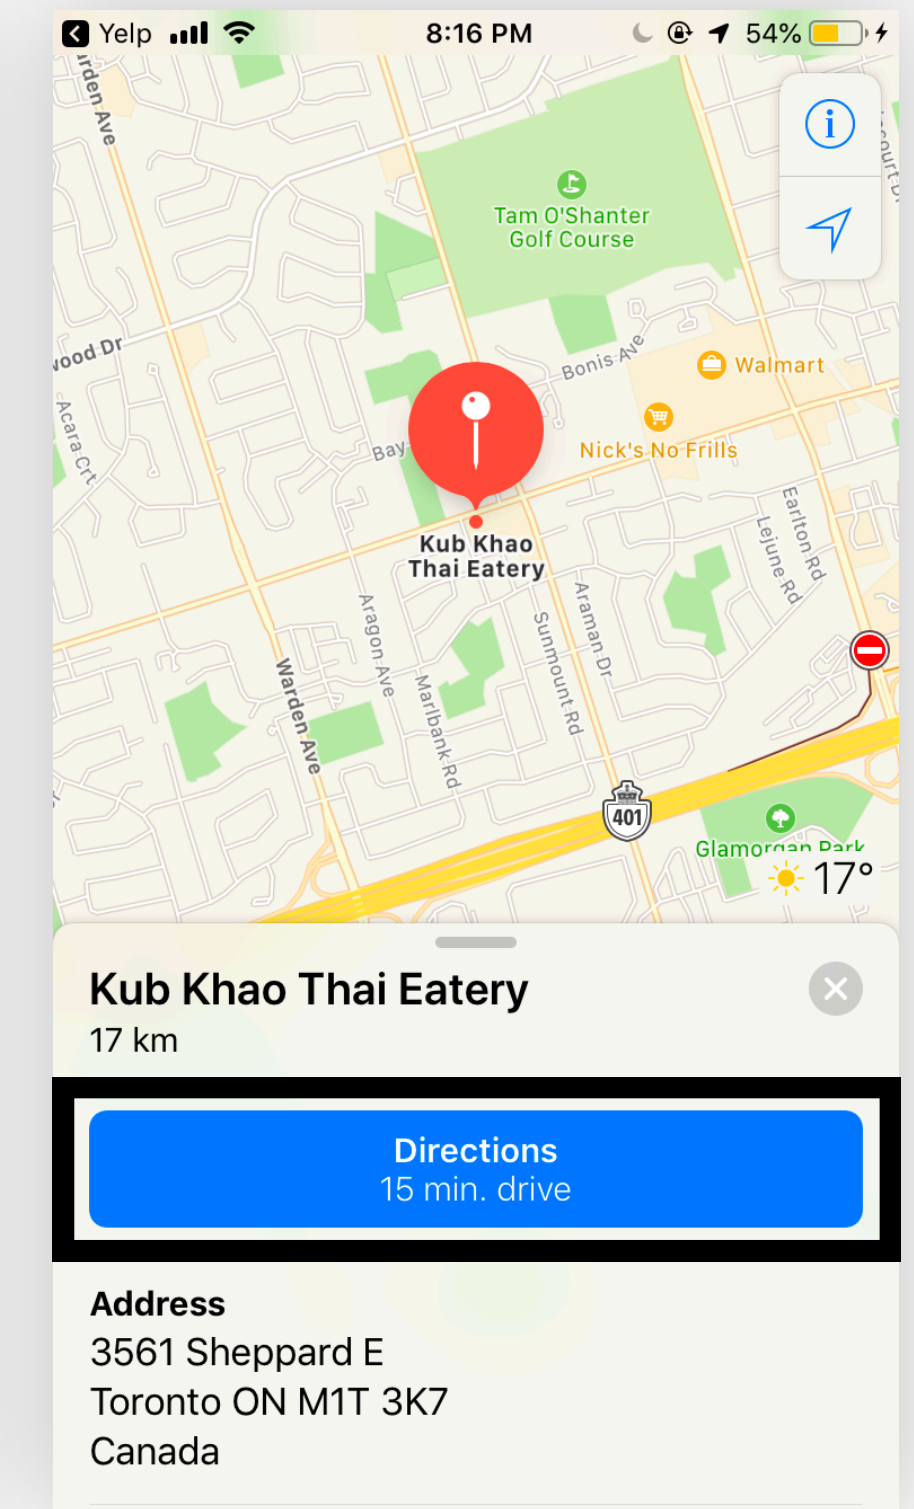 Yelp
8:16 PM
54%
Warden Ave
Tam O'Shanter
Golf Course
Bonis Ave
Walmart
wood Dr
Acara Crt
Bay
Nick's No Frills
Kub Khao
Thai Eatery
Earlton Rd
Lejune Rd
Aragon Ave
Araman Dr
Sunmount Rd
Warden Ave
Marlbank Rd
401
Glamorgan Park
17°
Kub Khao Thai Eatery
17 km
Directions
15 min. drive
Address
3561 Sheppard E
Toronto ON M1T 3K7
Canada